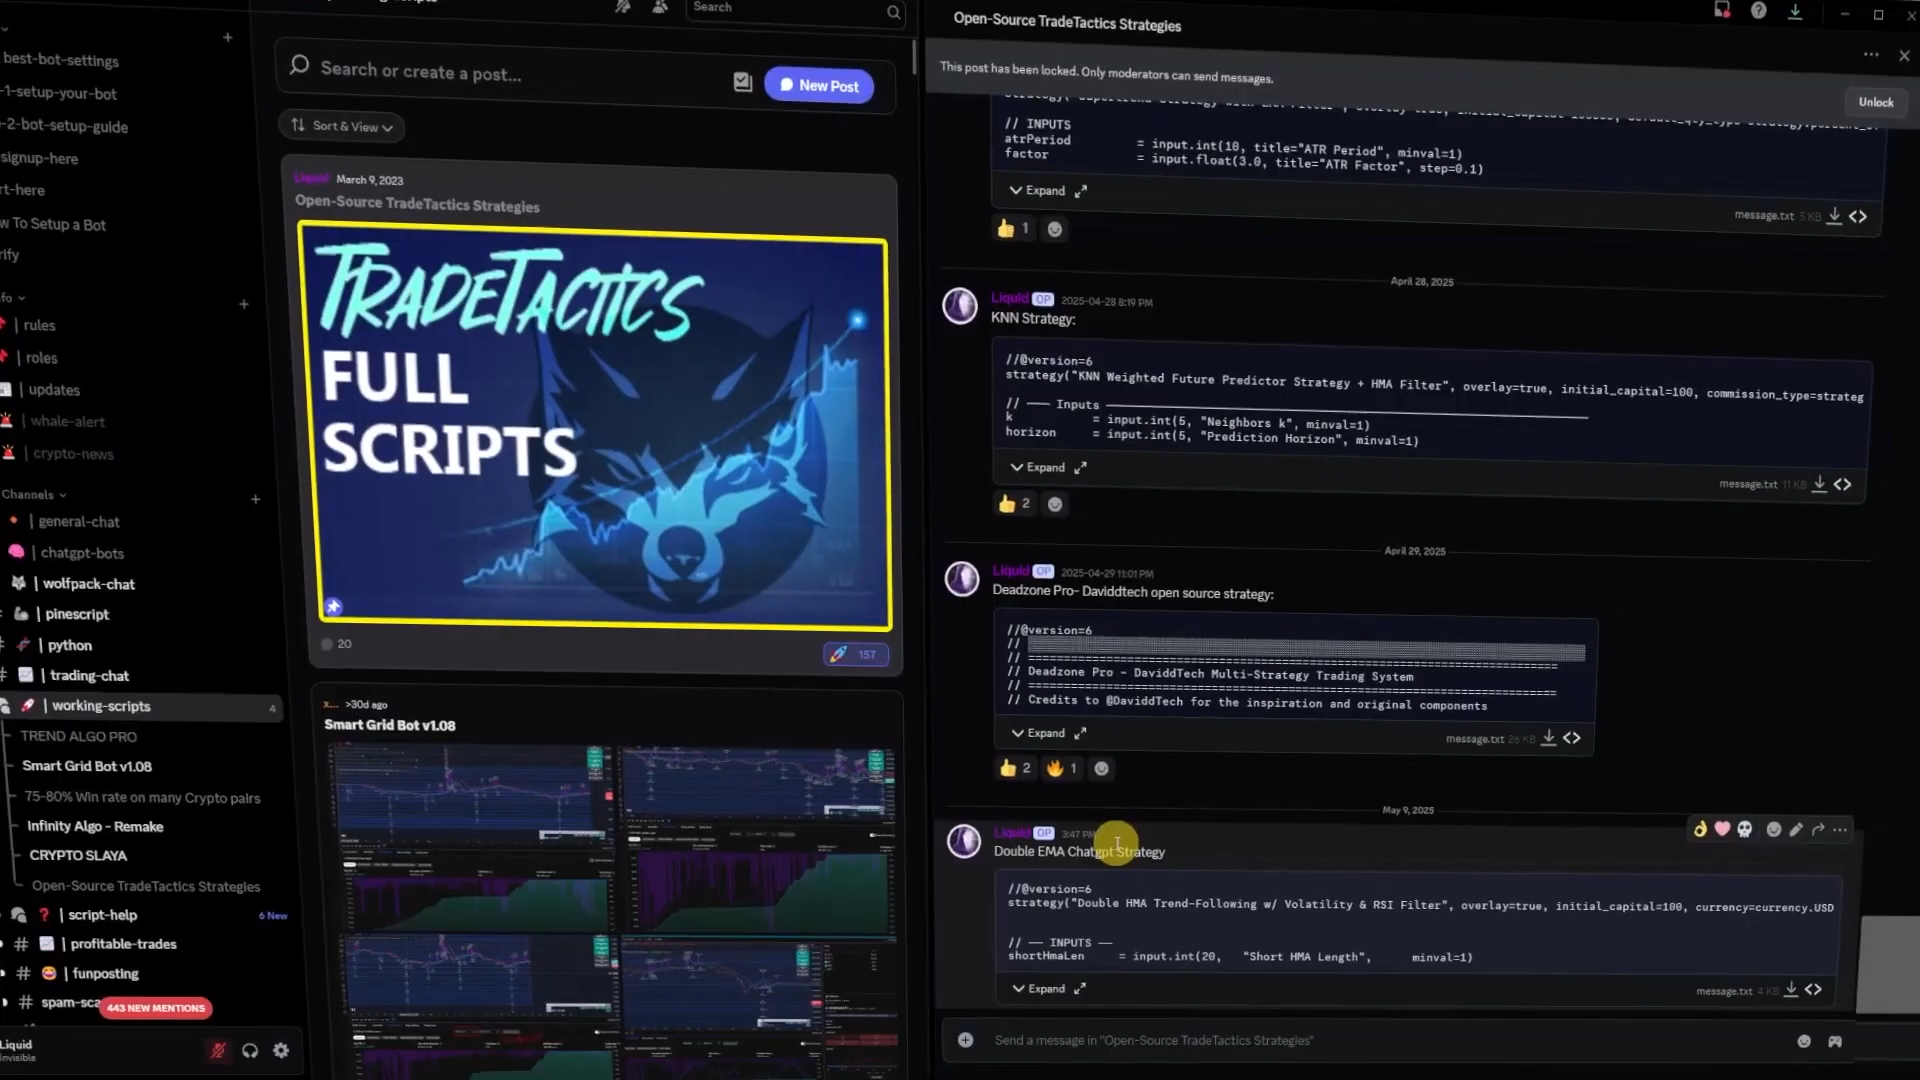 best-bot-settings
-1-setup-your-bot
-2-bot-setup-guide
signup-here
rt-here
w To Setup a Bot
rify
fo
| rules
| roles
| updates
| whale-alert
| crypto-news
Channels
| general-chat
| chatgpt-bots
| wolfpack-chat
| pinescript
| python
| trading-chat
| working-scripts
4
TREND ALGO PRO
Smart Grid Bot v1.08
75-80% Win rate on many Crypto pairs
Infinity Algo - Remake
CRYPTO SLAYA
Open-Source TradeTactics Strategies
| script-help
6 New
| profitable-trades
| funposting
spam-sca
443 NEW MENTIONS
Liquid
Invisible
Search
Search or create a post...
New Post
Sort & View
Liquid March 9, 2023
Open-Source TradeTactics Strategies
TRADETACTICS
FULL
SCRIPTS
20
157
x... >30d ago
Smart Grid Bot v1.08
Open-Source TradeTactics Strategies
This post has been locked. Only moderators can send messages.
Unlock
// INPUTS
atrPeriod = input.int(10, title="ATR Period", minval=1)
factor = input.float(3.0, title="ATR Factor", step=0.1)
Expand
message.txt 5 KB
1
April 28, 2025
Liquid OP 2025-04-28 8:19 PM
KNN Strategy:
//@version=6
strategy("KNN Weighted Future Predictor Strategy + HMA Filter", overlay=true, initial_capital=100, commission_type=strateg
// ── Inputs ──
k = input.int(5, "Neighbors k", minval=1)
horizon = input.int(5, "Prediction Horizon", minval=1)
Expand
message.txt 11 KB
2
April 29, 2025
Liquid OP 2025-04-29 11:01 PM
Deadzone Pro- Daviddtech open source strategy:
//@version=6
//
// ====================================================================
// Deadzone Pro - DaviddTech Multi-Strategy Trading System
// ====================================================================
// Credits to @DaviddTech for the inspiration and original components
Expand
message.txt 26 KB
2
1
May 9, 2025
Liquid OP 3:47 PM
Double EMA Chatgpt Strategy
//@version=6
strategy("Double HMA Trend-Following w/ Volatility & RSI Filter", overlay=true, initial_capital=100, currency=currency.USD
// ── INPUTS ──
shortHmaLen = input.int(20, "Short HMA Length", minval=1)
Expand
message.txt 4 KB
Send a message in "Open-Source TradeTactics Strategies"